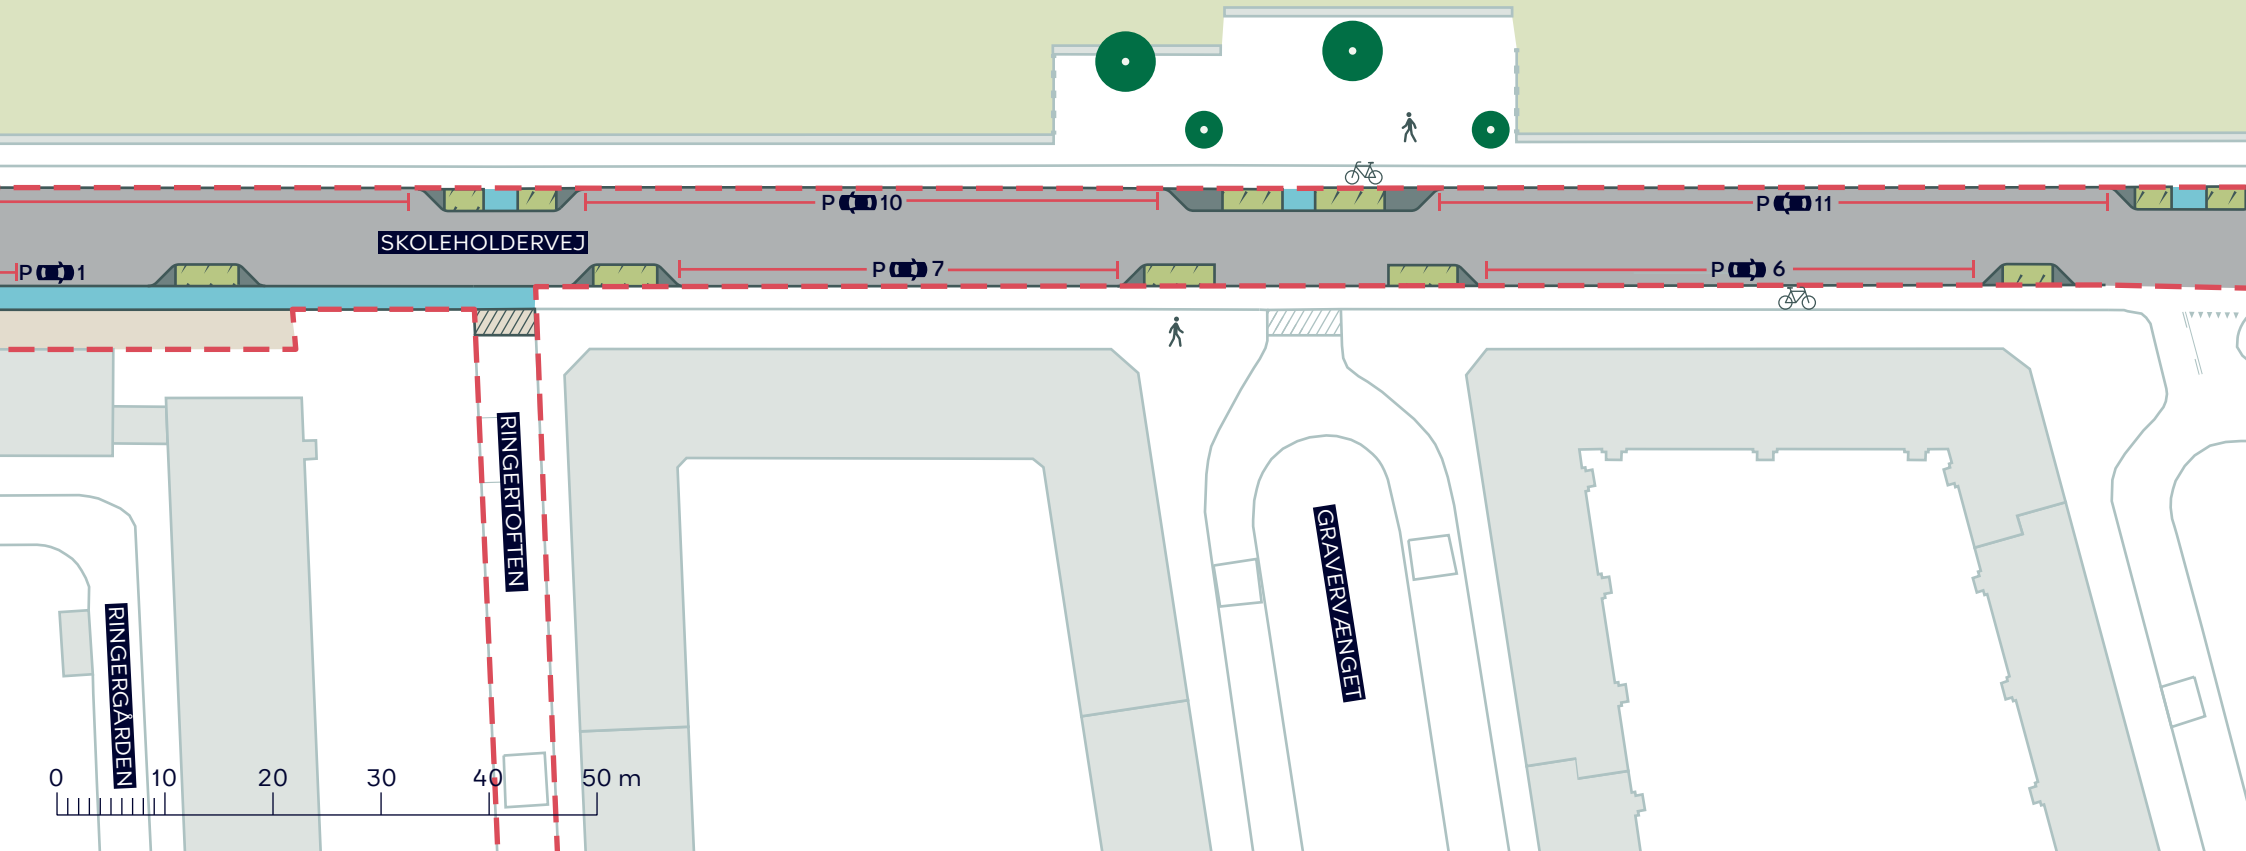 P 10
P 11
SKOLEHOLDERVEJ
P 1
P 7
P 6
RINGERTOFTEN
GRAVERVÆNGET
RINGERGÅRDEN
0 10 20 30 40 50 m